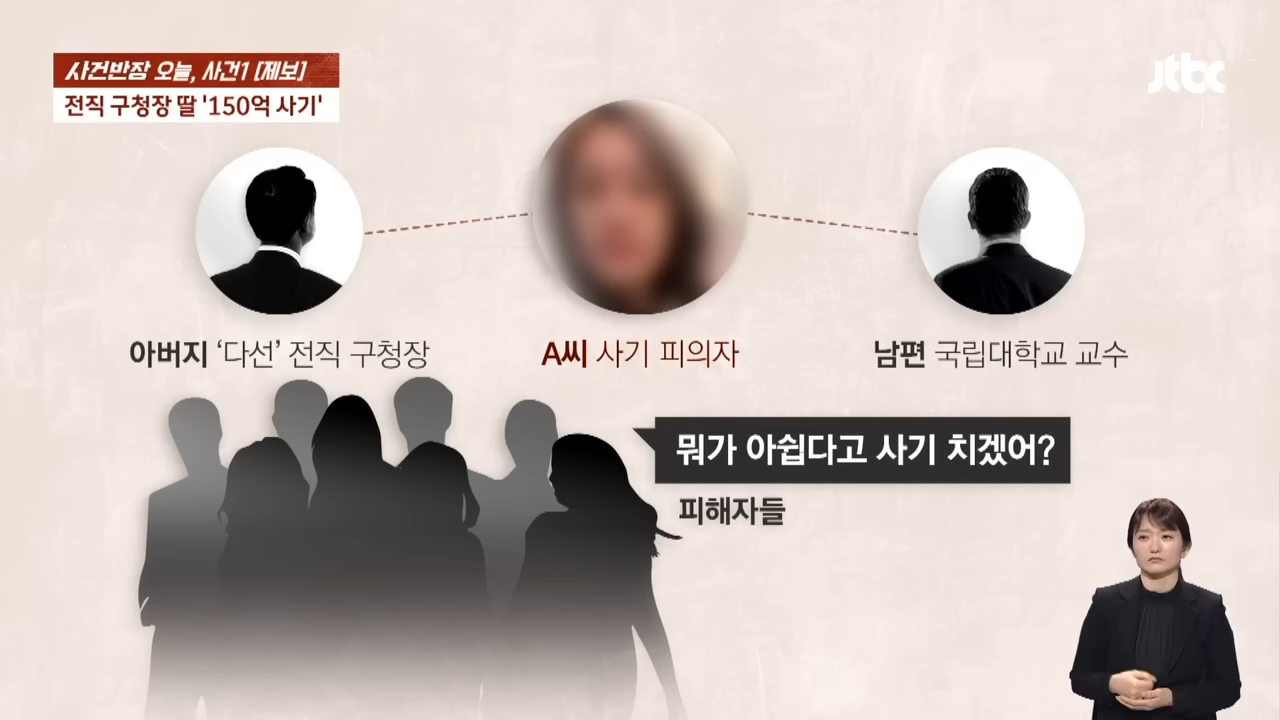 사건반장 오늘, 사건1 [제보]
전직 구청장 딸 '150억 사기'
jtbc
아버지 '다선' 전직 구청장
A씨 사기 피의자
남편 국립대학교 교수
뭐가 아쉽다고 사기 치겠어?
피해자들